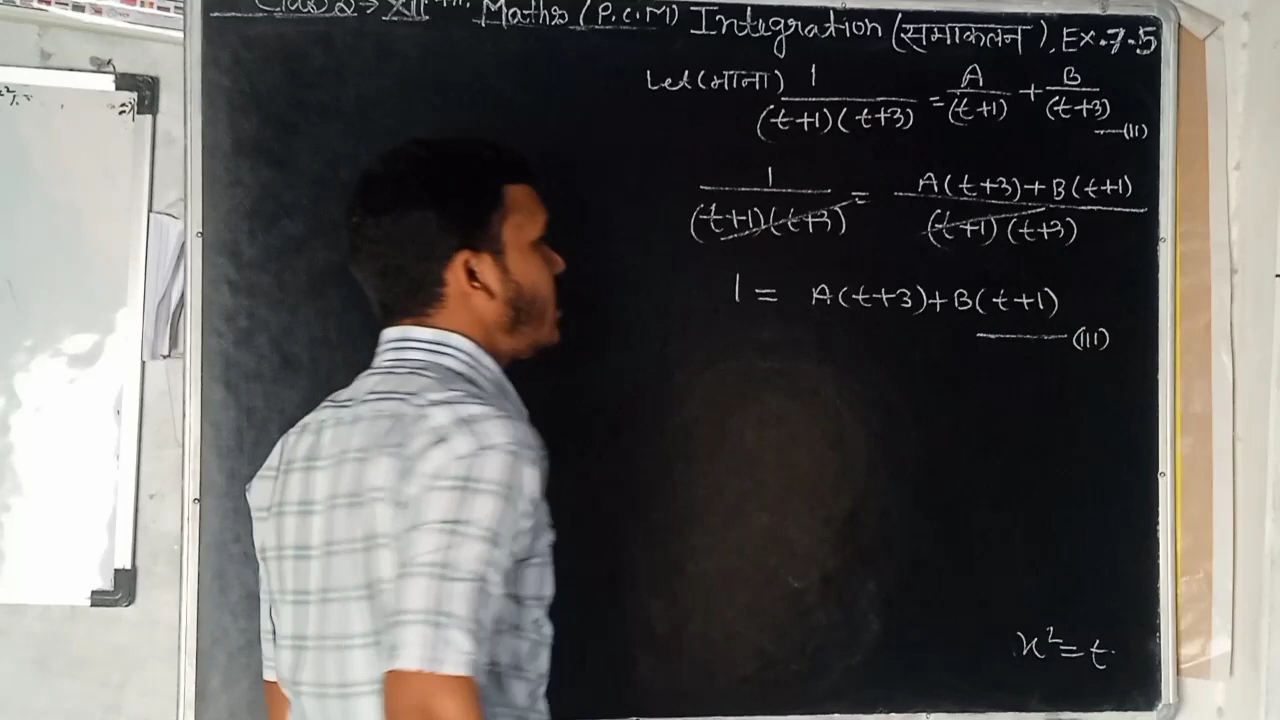 Class → XIIth. Maths (P.C.M) Integration (समाकलन), Ex.7.5
Let (माना) 1/(t+1)(t+3) = A/(t+1) + B/(t+3) —(II)
1/(t+1)(t+3) = A(t+3)+B(t+1)/(t+1)(t+3)
1 = A(t+3)+B(t+1)
—(III)
x²=t.